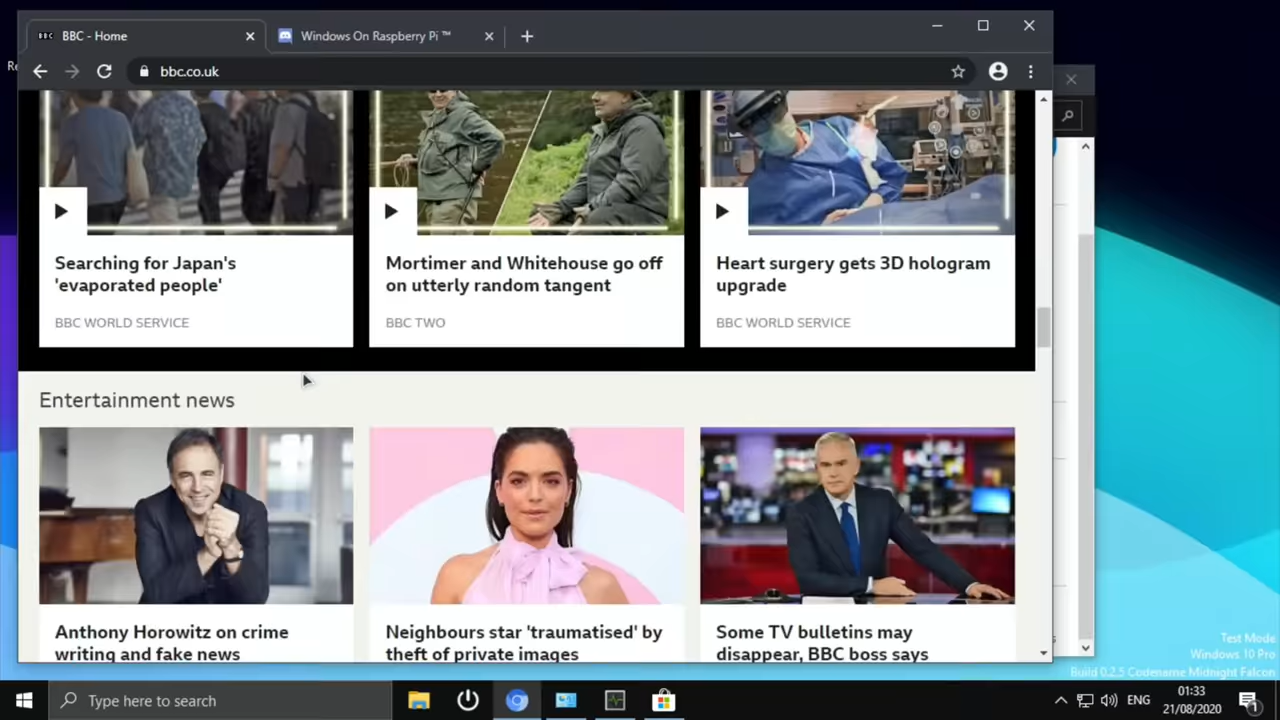 BBC - Home
Windows On Raspberry Pi ™
bbc.co.uk
Searching for Japan's
'evaporated people'
BBC WORLD SERVICE
Mortimer and Whitehouse go off
on utterly random tangent
BBC TWO
Heart surgery gets 3D hologram
upgrade
BBC WORLD SERVICE
Entertainment news
Anthony Horowitz on crime
writing and fake news
Neighbours star 'traumatised' by
theft of private images
Some TV bulletins may
disappear, BBC boss says
Test Mode
Windows 10 Pro
Build 0.2.5 Codename Midnight Falcon
Type here to search
ENG
01:33
21/08/2020
1